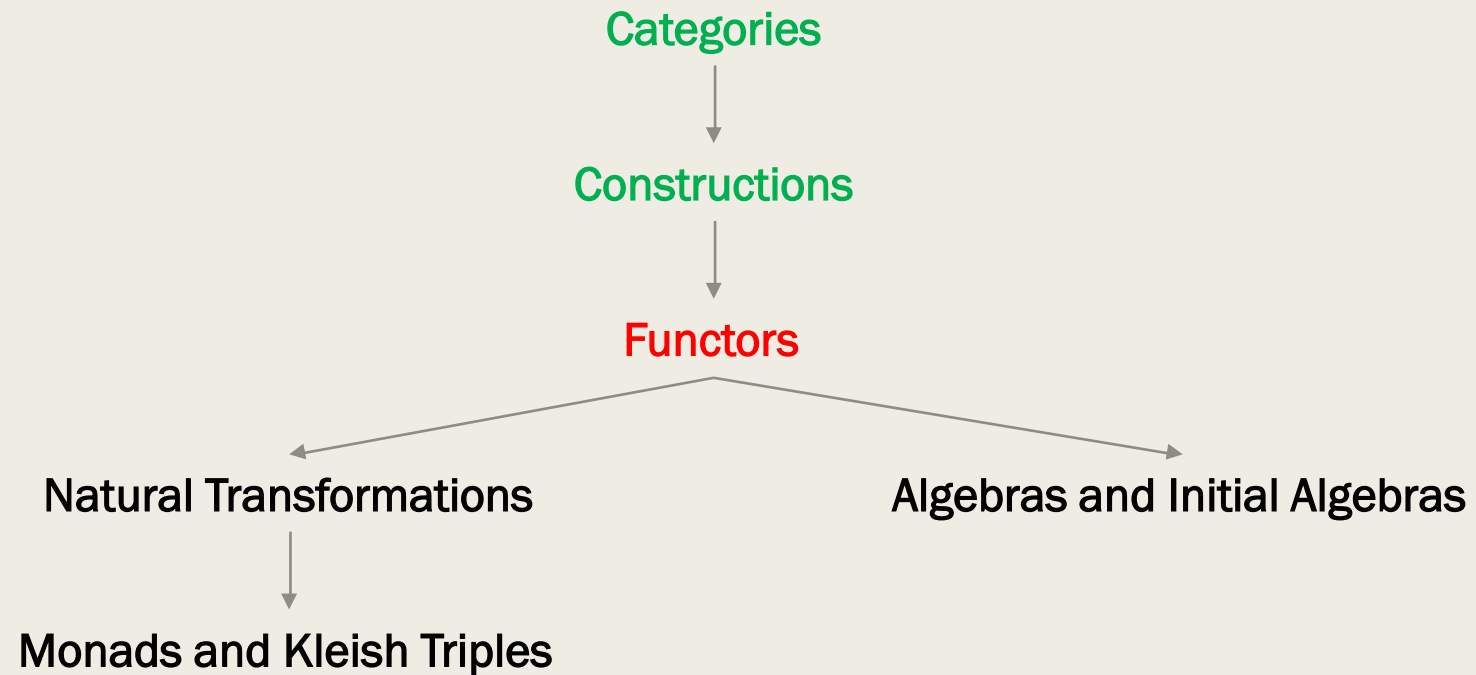 Categories
Constructions
Functors
Natural Transformations
Algebras and Initial Algebras
Monads and Kleish Triples